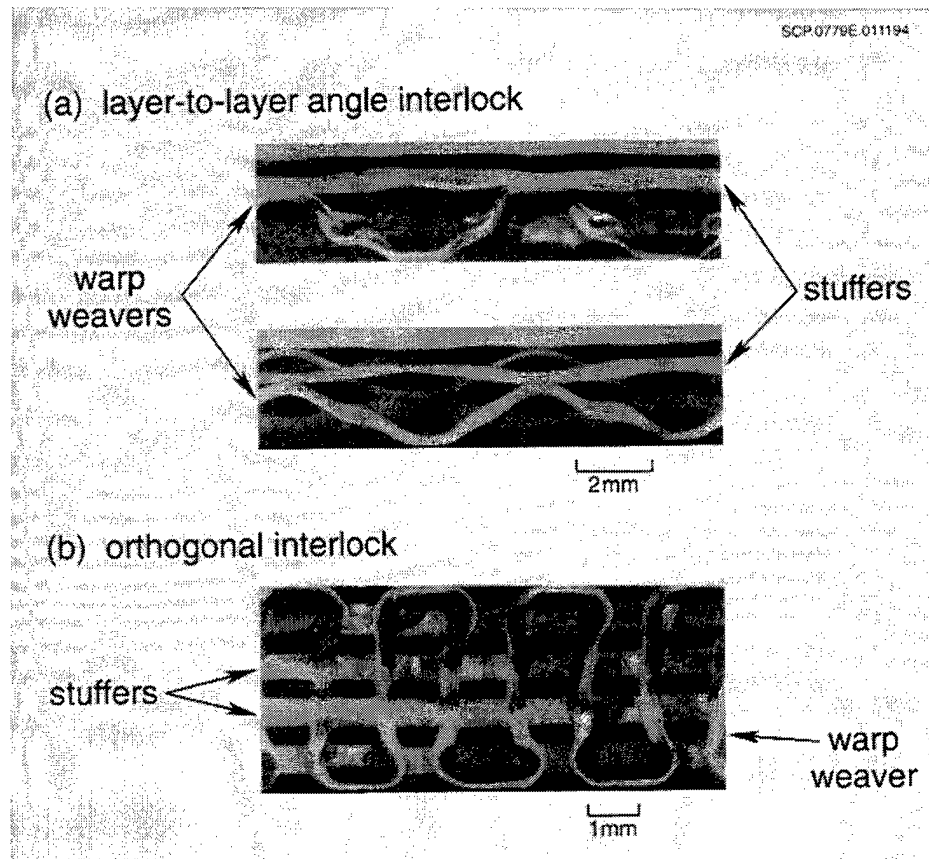 SCP.0779E.011194
(a) layer-to-layer angle interlock
warp
weavers
stuffers
2mm
(b) orthogonal interlock
stuffers
warp
weaver
1mm